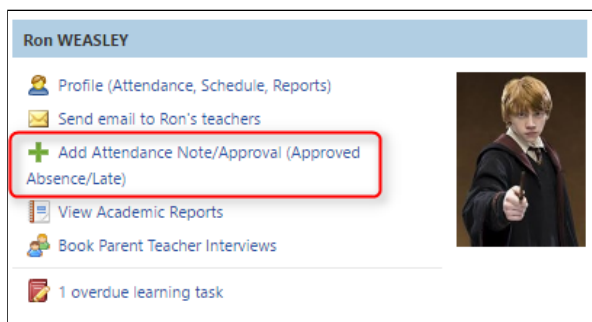 Ron WEASLEY
Profile (Attendance, Schedule, Reports)
Send email to Ron's teachers
Add Attendance Note/Approval (Approved
Absence/Late)
View Academic Reports
Book Parent Teacher Interviews
1 overdue learning task